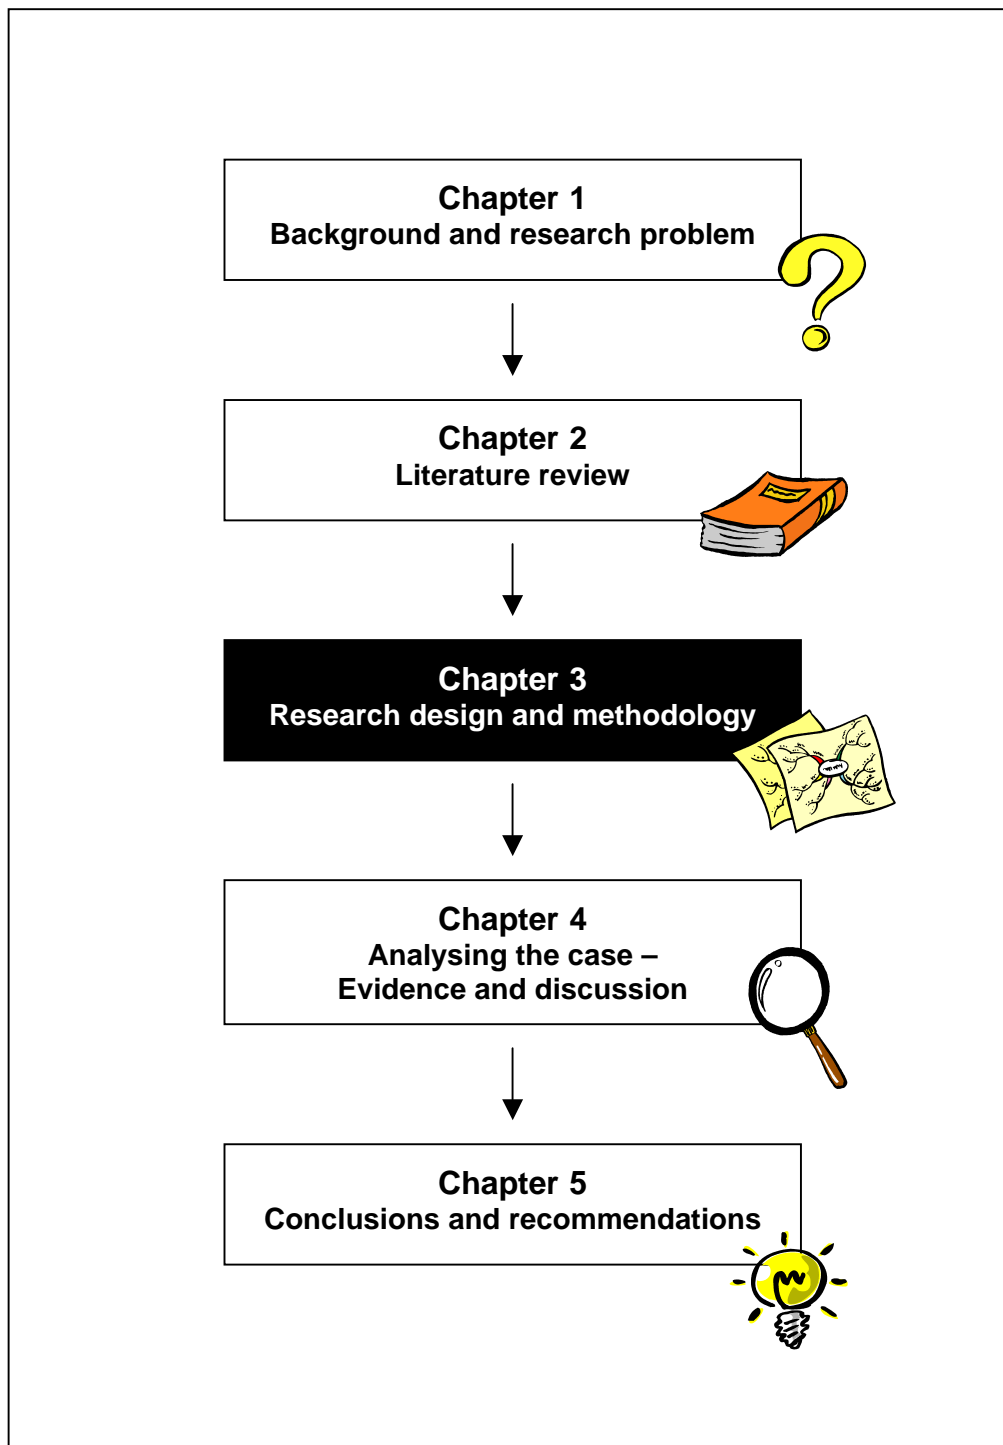 Chapter 1
Background and research problem
Chapter 2
Literature review
Chapter 3
Research design and methodology
Chapter 4
Analysing the case –
Evidence and discussion
Chapter 5
Conclusions and recommendations